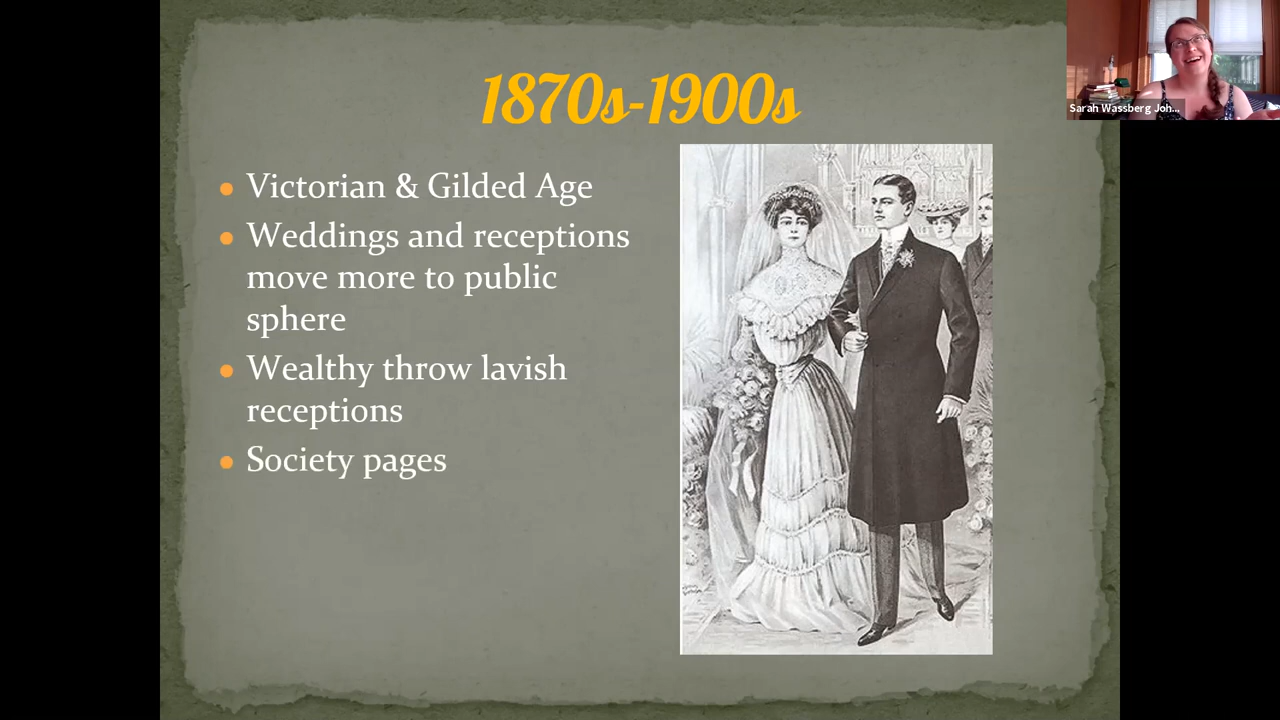 1870s-1900s
Sarah Wassberg Joh...
• Victorian & Gilded Age
• Weddings and receptions
move more to public
sphere
• Wealthy throw lavish
receptions
• Society pages